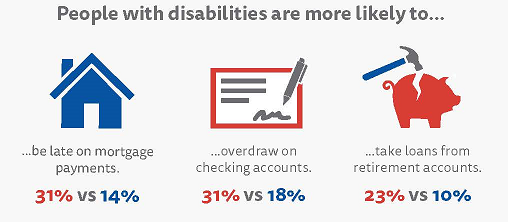 People with disabilities are more likely to...
...be late on mortgage
payments.
31% vs 14%
...overdraw on
checking accounts.
31% vs 18%
...take loans from
retirement accounts.
23% vs 10%